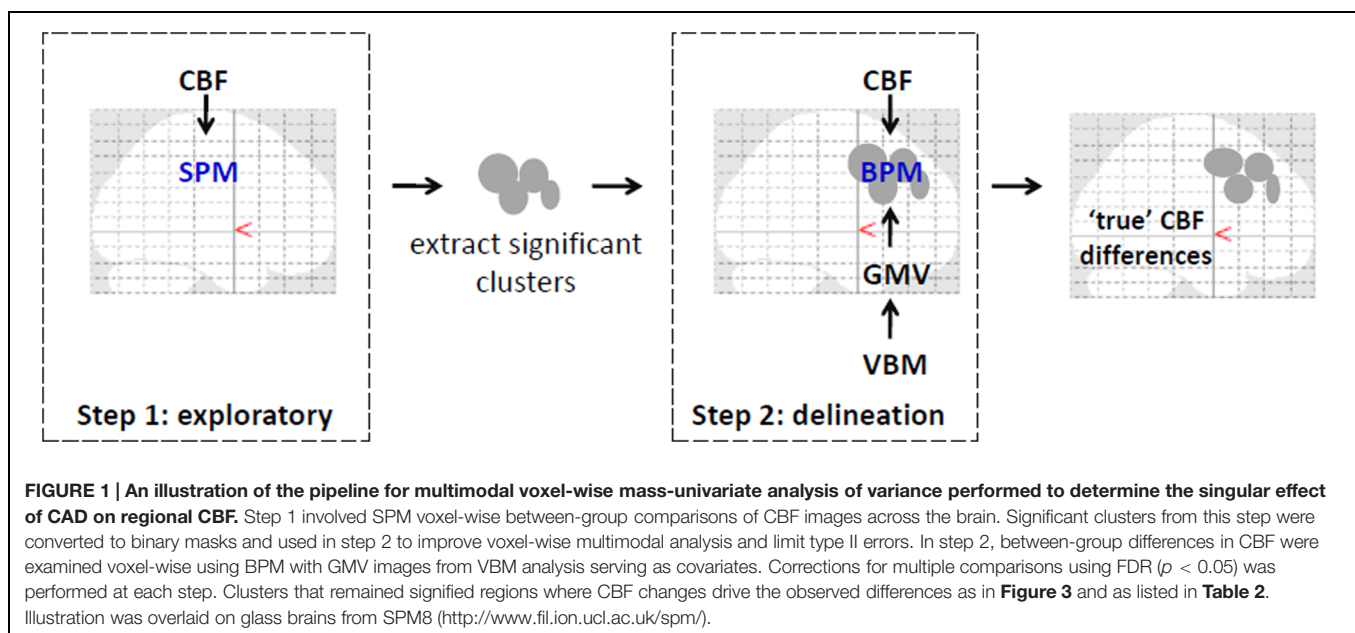 CBF
SPM
<
Step 1: exploratory
extract significant
clusters
CBF
BPM
<
GMV
VBM
Step 2: delineation
'true' CBF
<
differences
FIGURE 1 | An illustration of the pipeline for multimodal voxel-wise mass-univariate analysis of variance performed to determine the singular effect
of CAD on regional CBF. Step 1 involved SPM voxel-wise between-group comparisons of CBF images across the brain. Significant clusters from this step were
converted to binary masks and used in step 2 to improve voxel-wise multimodal analysis and limit type II errors. In step 2, between-group differences in CBF were
examined voxel-wise using BPM with GMV images from VBM analysis serving as covariates. Corrections for multiple comparisons using FDR (p < 0.05) was
performed at each step. Clusters that remained signified regions where CBF changes drive the observed differences as in Figure 3 and as listed in Table 2.
Illustration was overlaid on glass brains from SPM8 (http://www.fil.ion.ucl.ac.uk/spm/).